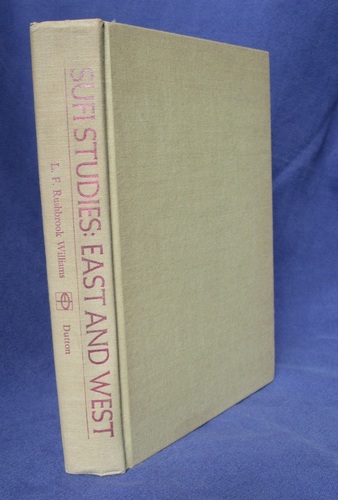 SUFI STUDIES: EAST AND WEST
L. F. Rushbrook Williams
Dutton